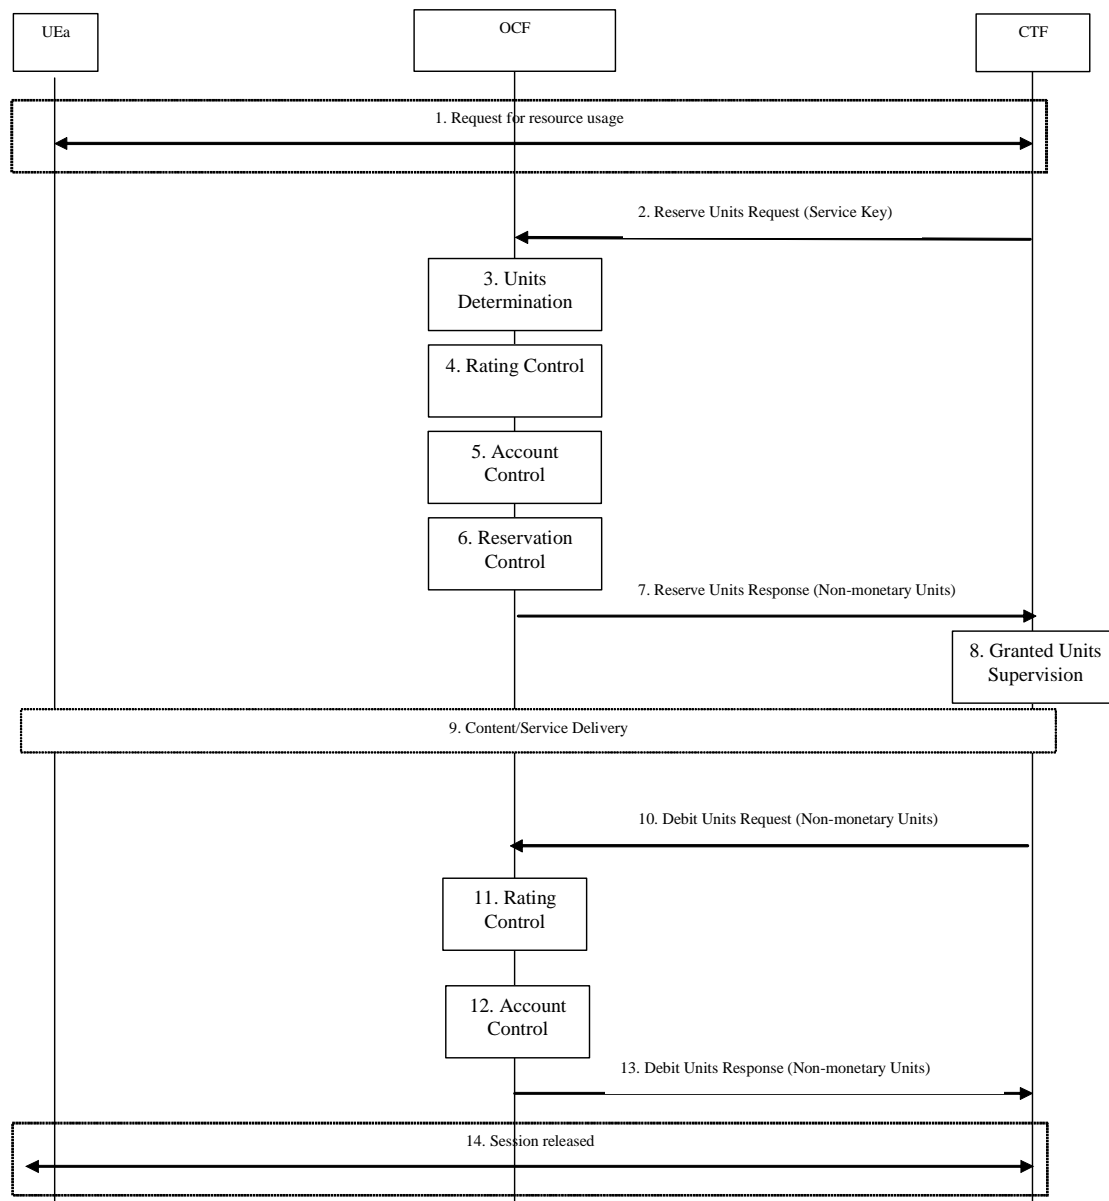 UEa
OCF
CTF
1. Request for resource usage
2. Reserve Units Request (Service Key)
3. Units
Determination
4. Rating Control
5. Account
Control
6. Reservation
Control
7. Reserve Units Response (Non-monetary Units)
8. Granted Units
Supervision
9. Content/Service Delivery
10. Debit Units Request (Non-monetary Units)
11. Rating
Control
12. Account
Control
13. Debit Units Response (Non-monetary Units)
14. Session released